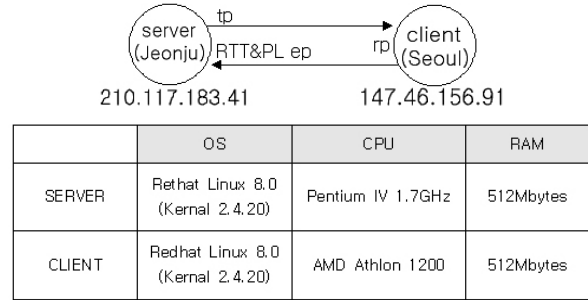 tp
server
(Jeonju)
RTT&PL ep
rp
client
(Seoul)
210.117.183.41
147.46.156.91
OS
CPU
RAM
SERVER
Rethat Linux 8.0
(Kernal 2.4.20)
Pentium IV 1.7GHz
512Mbytes
CLIENT
Redhat Linux 8.0
(Kernal 2.4.20)
AMD Athlon 1200
512Mbytes